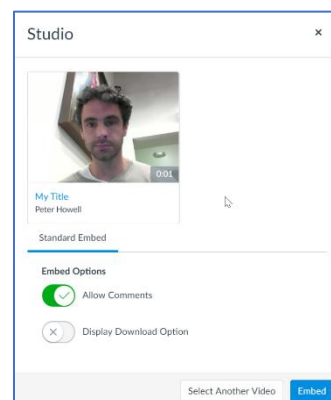 Studio
0:01
My Title
Peter Howell
Standard Embed
Embed Options
Allow Comments
Display Download Option
Select Another Video Embed